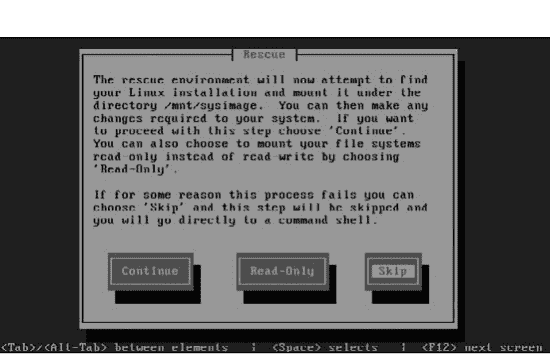 Rescue
The rescue environment will now attempt to find
your Linux installation and mount it under the
directory /mnt/sysimage.  You can then make any
changes required to your system.  If you want
to proceed with this step choose 'Continue'.
You can also choose to mount your file systems
read-only instead of read-write by choosing
'Read-Only'.
If for some reason this process fails you can
choose 'Skip' and this step will be skipped and
you will go directly to a command shell.
Continue
Read-Only
Skip
<Tab>/<Alt-Tab> between elements   |  <Space> selects   |  <F12> next screen